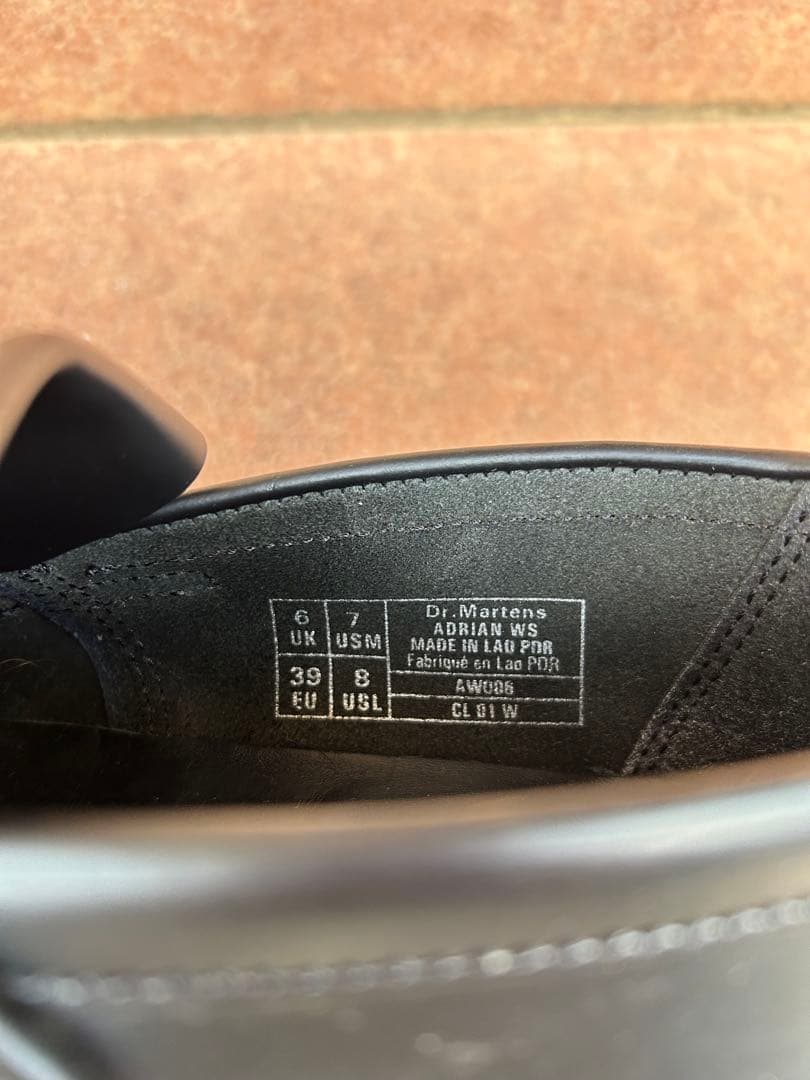 6 UK
7 USM
39 EU
8 USL
Dr.Martens
ADRIAN WS
MADE IN LAO PDR
Fabriqué en Lao PDR
AW006
CL 01 W